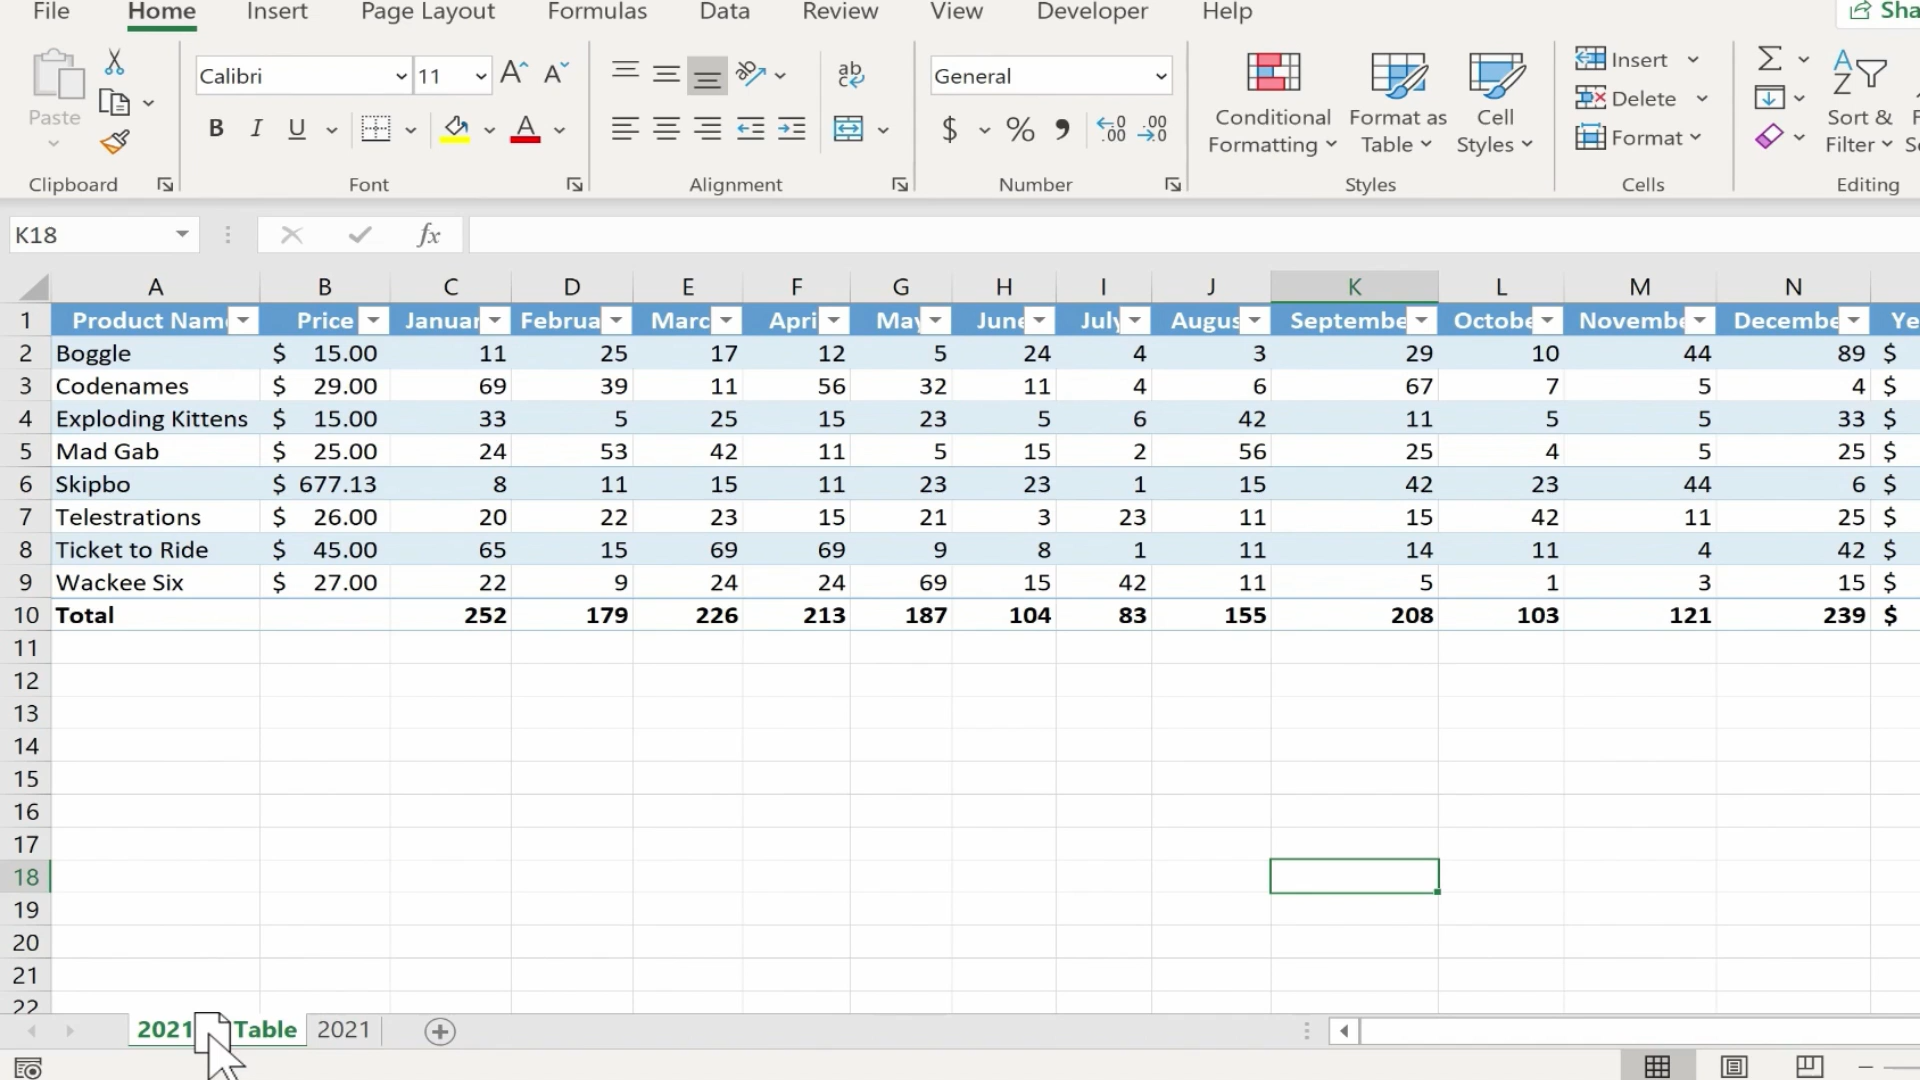 File Home Insert Page Layout Formulas Data Review View Developer Help Sha
Calibri 11 General
Paste
B I U
ab
$ % 9 .00 .00
Conditional Formatting
Format as Table
Cell Styles
Insert
Delete
Format
Sort & Filter
Clipboard Font Alignment Number Styles Cells Editing
K18 fx
A B C D E F G H I J K L M N
1 Product Nam Price Januar Februa Marc Apri May June July Augus Septembe Octobe Novembe Decembe Ye
2 Boggle $ 15.00 11 25 17 12 5 24 4 3 29 10 44 89 $
3 Codenames $ 29.00 69 39 11 56 32 11 4 6 67 7 5 4 $
4 Exploding Kittens $ 15.00 33 5 25 15 23 5 6 42 11 5 5 33 $
5 Mad Gab $ 25.00 24 53 42 11 5 15 2 56 25 4 5 25 $
6 Skipbo $ 677.13 8 11 15 11 23 23 1 15 42 23 44 6 $
7 Telestrations $ 26.00 20 22 23 15 21 3 23 11 15 42 11 25 $
8 Ticket to Ride $ 45.00 65 15 69 69 9 8 1 11 14 11 4 42 $
9 Wackee Six $ 27.00 22 9 24 24 69 15 42 11 5 1 3 15 $
10 Total 252 179 226 213 187 104 83 155 208 103 121 239 $
11
12
13
14
15
16
17
18
19
20
21
22
2021 Table 2021